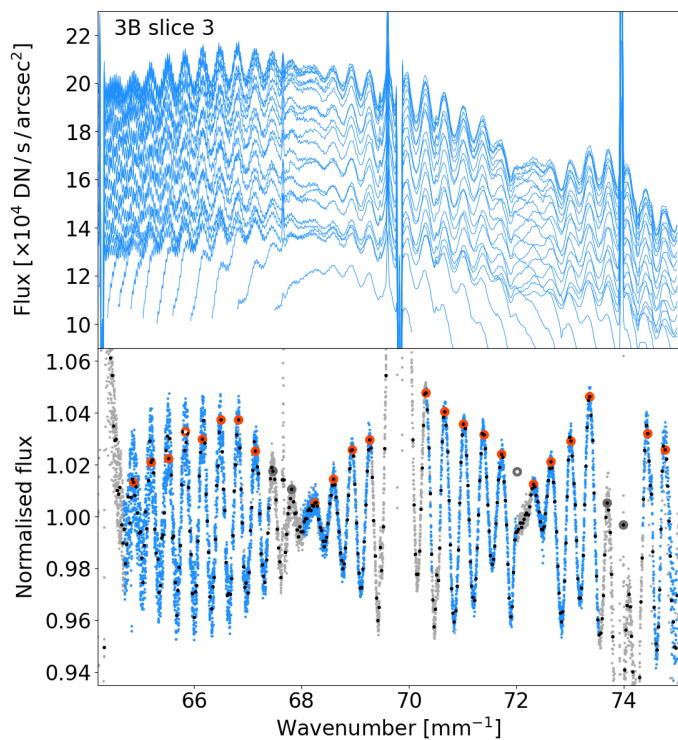 3B slice 3
Flux [×10⁴ DN / s / arcsec²]
22
20
18
16
14
12
10
Normalised flux
1.06
1.04
1.02
1.00
0.98
0.96
0.94
66 68 70 72 74
Wavenumber [mm⁻¹]